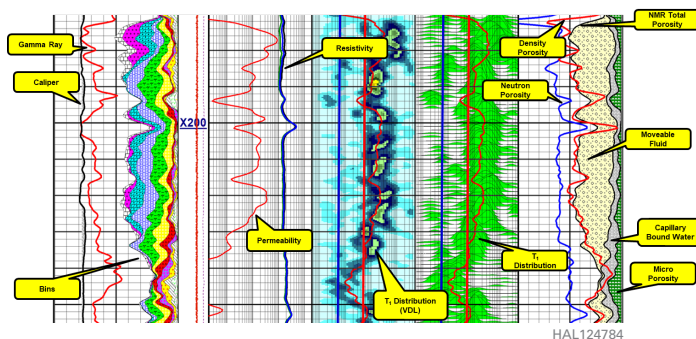 Gamma Ray
Caliper
Bins
X200
Resistivity
Permeability
T1 Distribution
(VDL)
T1
Distribution
Density
Porosity
Neutron
Porosity
NMR Total
Porosity
Moveable
Fluid
Capillary
Bound Water
Micro
Porosity
HAL124784